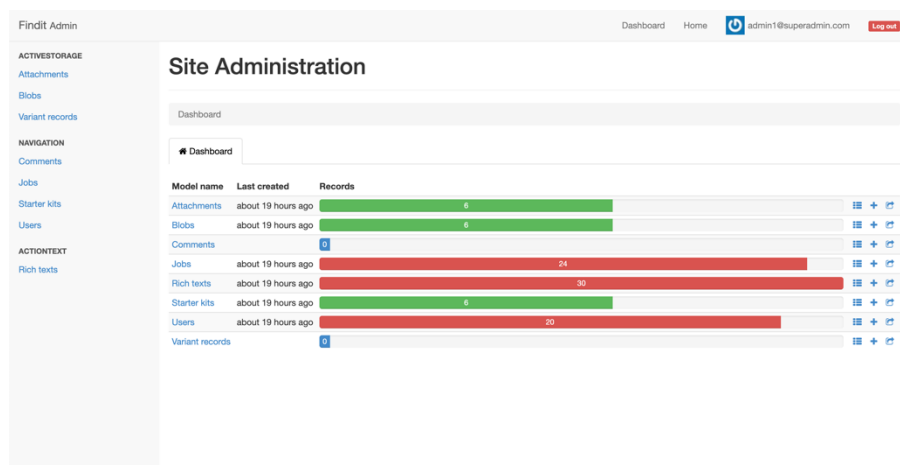 Findit Admin
Dashboard Home admin1@superadmin.com Log out
ACTIVESTORAGE
Attachments
Blobs
Variant records
NAVIGATION
Comments
Jobs
Starter kits
Users
ACTIONTEXT
Rich texts
Site Administration
Dashboard
Dashboard
Model name Last created Records
Attachments about 19 hours ago 6
Blobs about 19 hours ago 6
Comments 0
Jobs about 19 hours ago 24
Rich texts about 19 hours ago 30
Starter kits about 19 hours ago 6
Users about 19 hours ago 20
Variant records 0